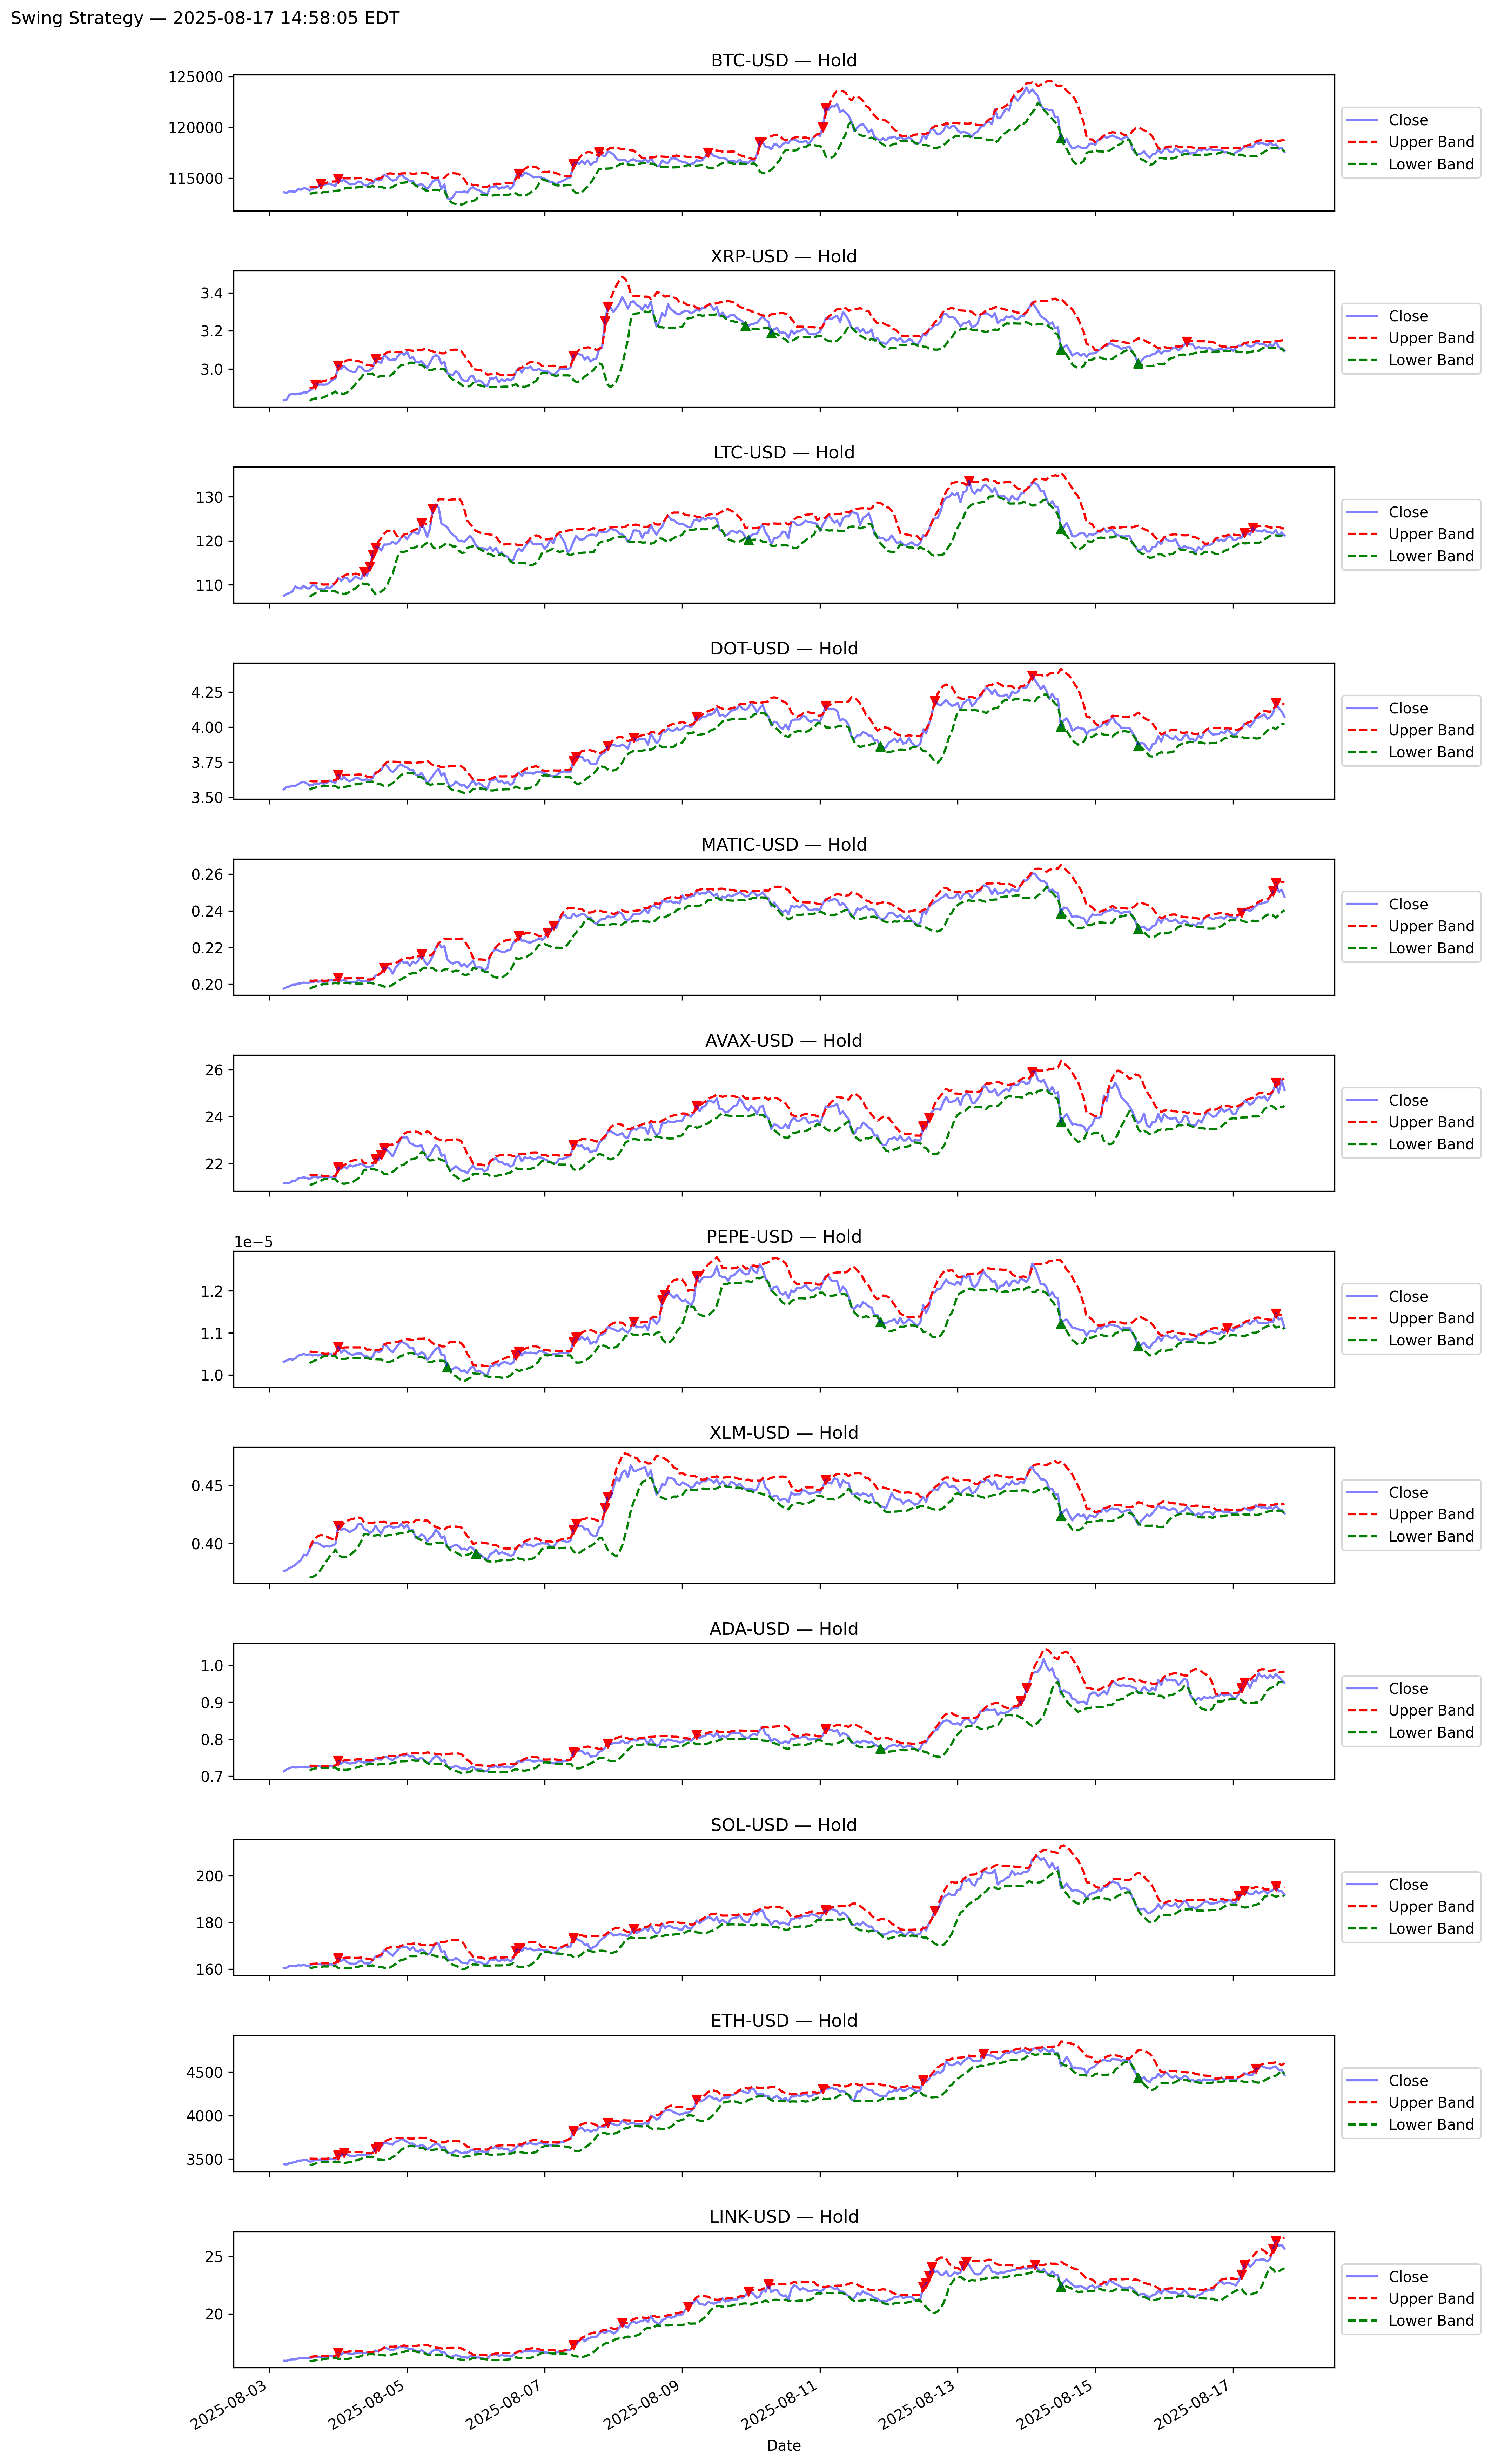 Swing Strategy — 2025-08-17 14:58:05 EDT
BTC-USD — Hold
125000
120000
115000
Close
Upper Band
Lower Band
XRP-USD — Hold
3.4
3.2
3.0
Close
Upper Band
Lower Band
LTC-USD — Hold
130
120
110
Close
Upper Band
Lower Band
DOT-USD — Hold
4.25
4.00
3.75
3.50
Close
Upper Band
Lower Band
MATIC-USD — Hold
0.26
0.24
0.22
0.20
Close
Upper Band
Lower Band
AVAX-USD — Hold
26
24
22
Close
Upper Band
Lower Band
PEPE-USD — Hold
1e−5
1.2
1.1
1.0
Close
Upper Band
Lower Band
XLM-USD — Hold
0.45
0.40
Close
Upper Band
Lower Band
ADA-USD — Hold
1.0
0.9
0.8
0.7
Close
Upper Band
Lower Band
SOL-USD — Hold
200
180
160
Close
Upper Band
Lower Band
ETH-USD — Hold
4500
4000
3500
Close
Upper Band
Lower Band
LINK-USD — Hold
25
20
Close
Upper Band
Lower Band
2025-08-03
2025-08-05
2025-08-07
2025-08-09
2025-08-11
2025-08-13
2025-08-15
2025-08-17
Date